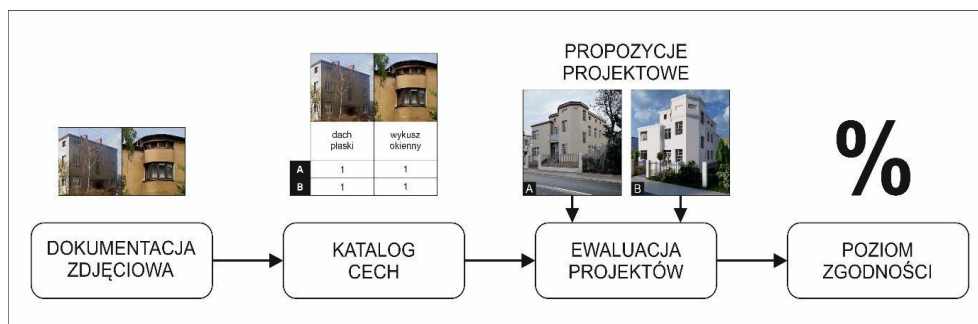 PROPOZYCJE
PROJEKTOWE
dach
płaski
wykusz
okienny
A 1 1
B 1 1
A
B
%
DOKUMENTACJA
ZDJĘCIOWA
KATALOG
CECH
EWALUACJA
PROJEKTÓW
POZIOM
ZGODNOŚCI